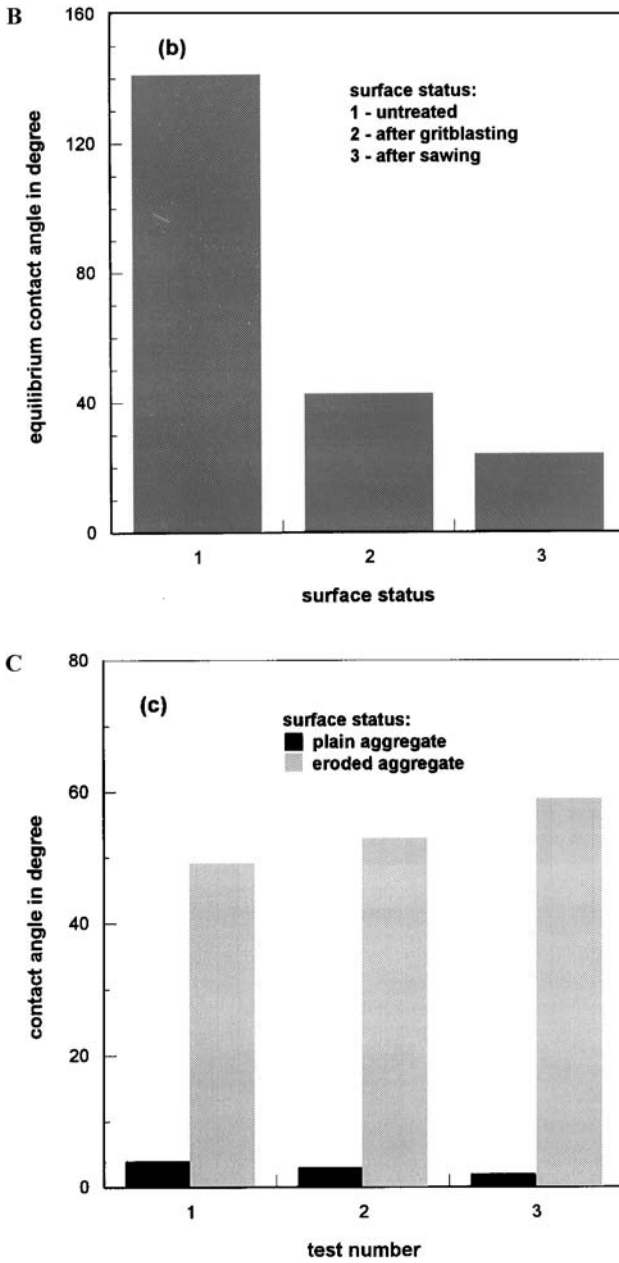 B
160
(b)
surface status:
1 - untreated
2 - after gritblasting
3 - after sawing
120
80
40
0
equilibrium contact angle in degree
1 2 3
surface status
C
80
(c)
surface status:
plain aggregate
eroded aggregate
60
40
20
0
contact angle in degree
1 2 3
test number